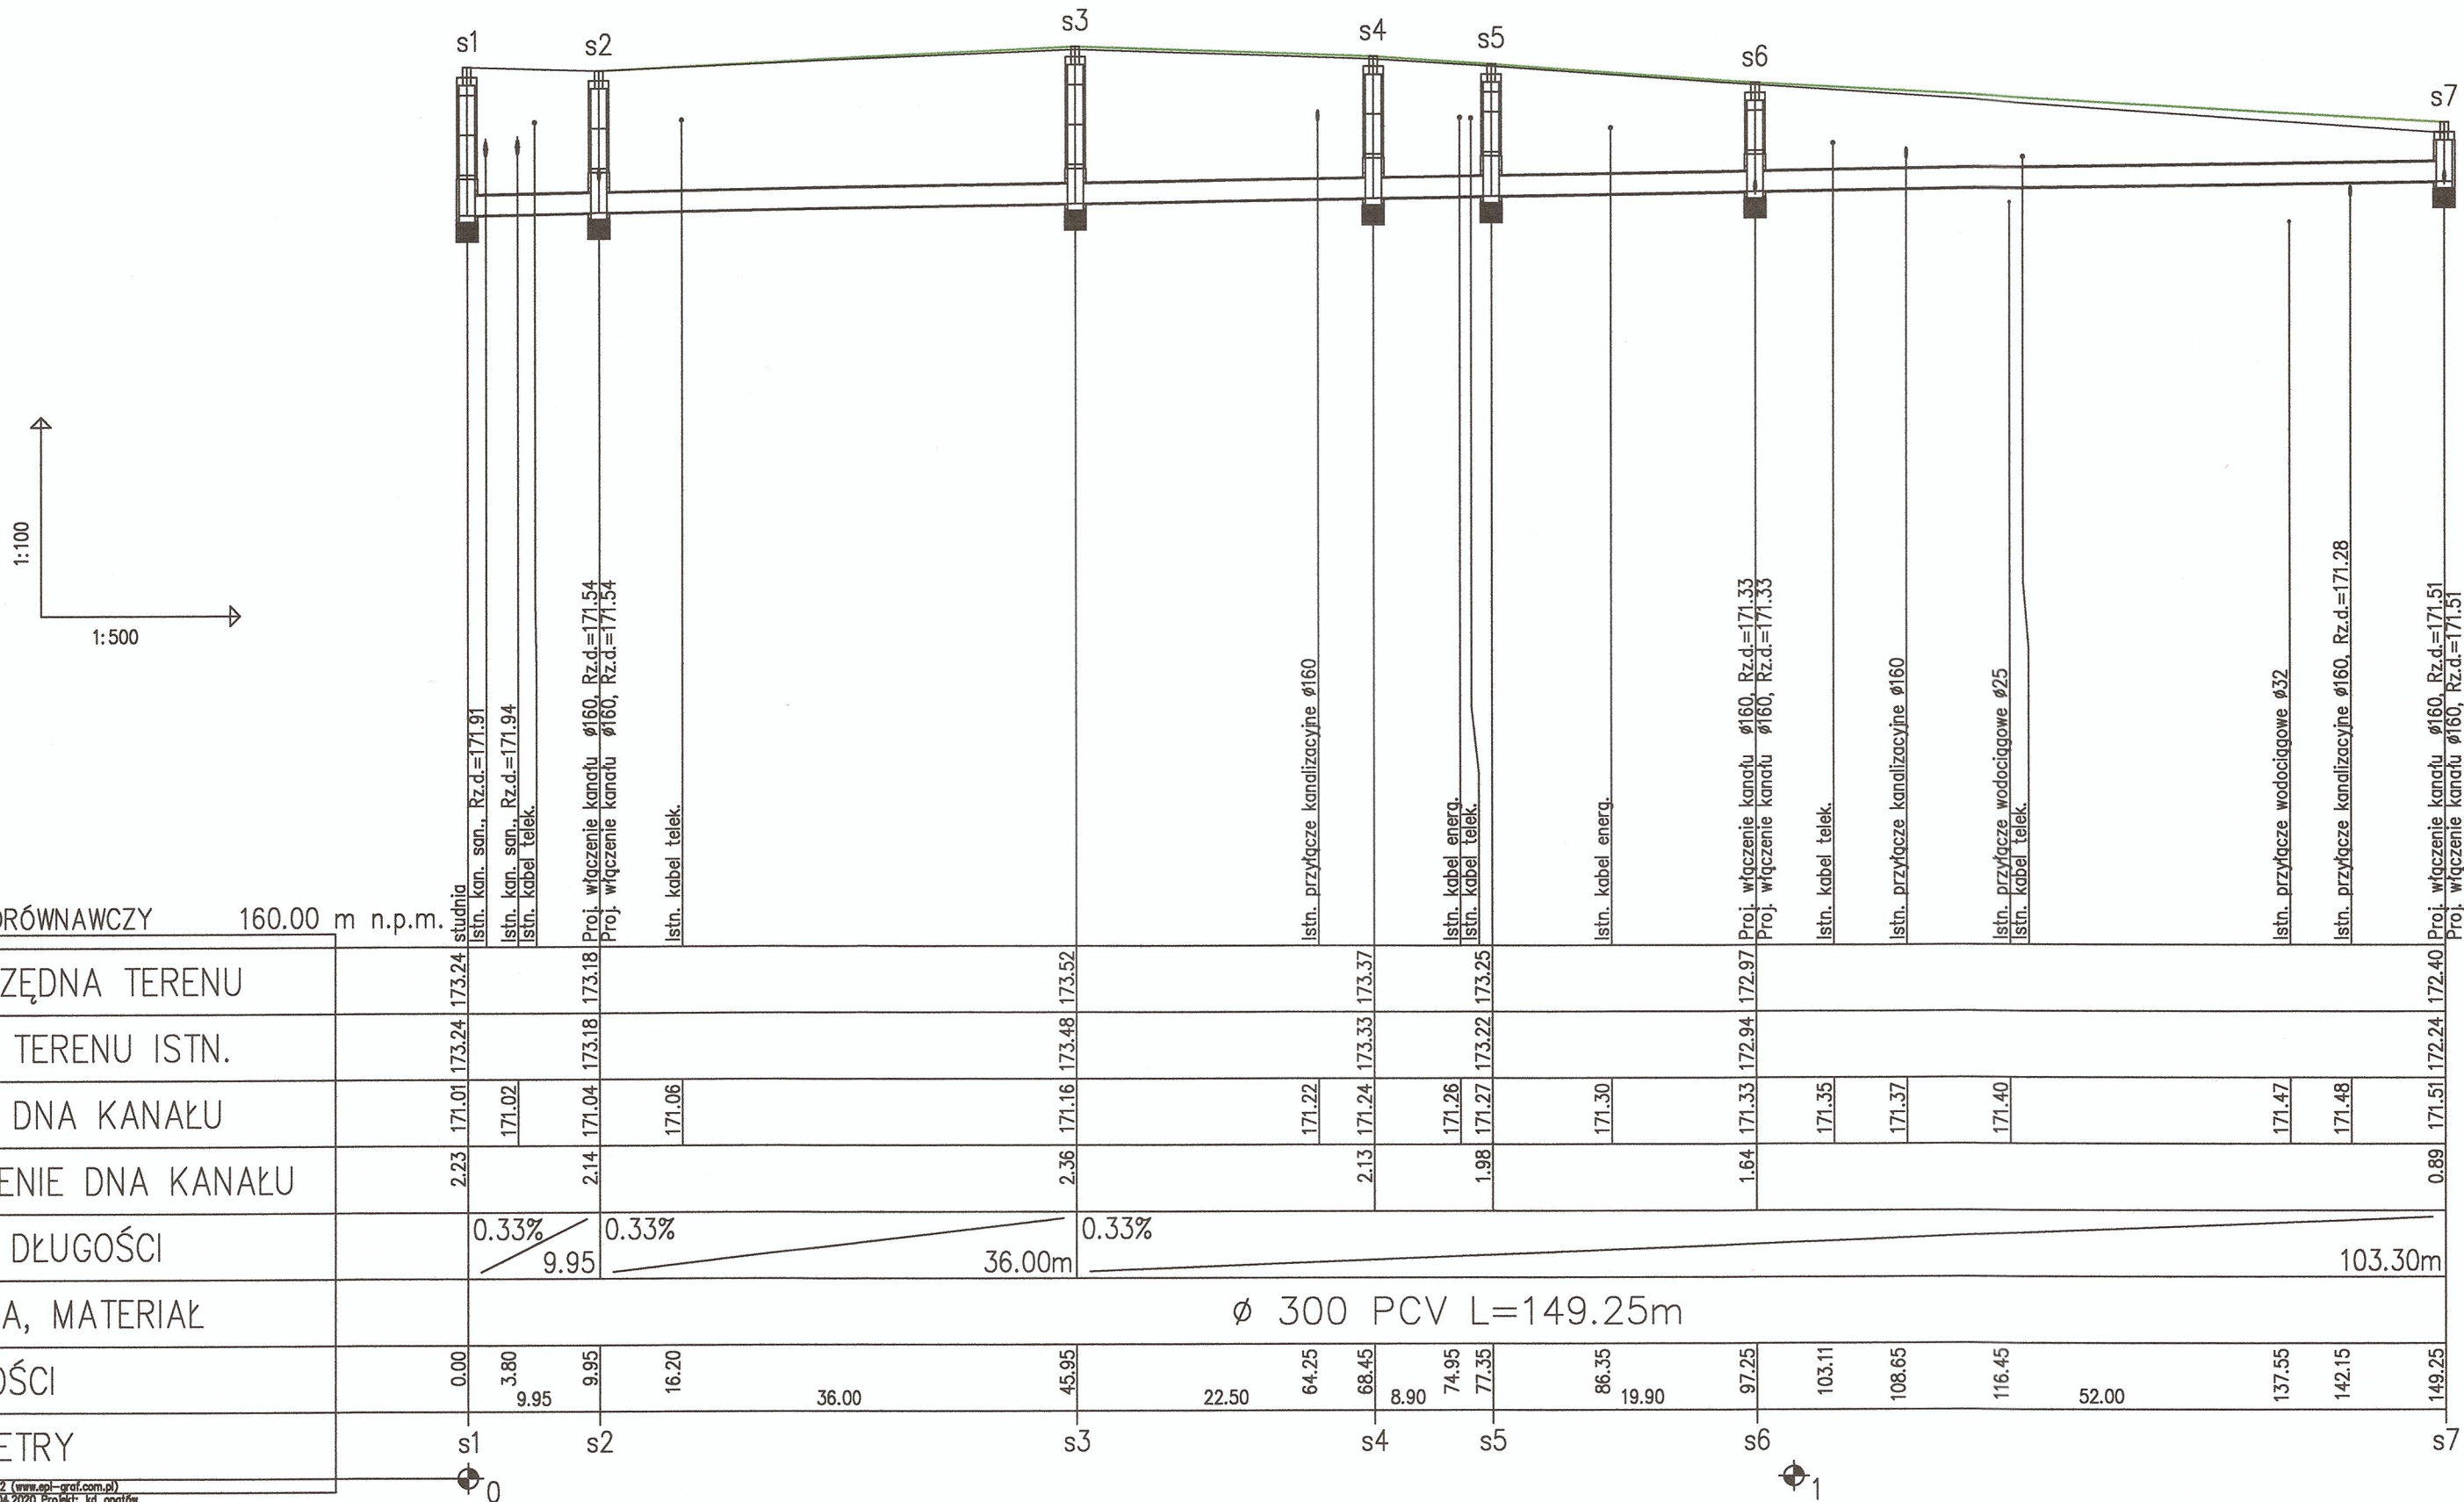 s1 s2 s3 s4 s5 s6 s7
1:100
1:500
studnia
Istn. kan. san., Rz.d.=171.91
Istn. kan. san., Rz.d.=171.94
Istn. kabel telek.
Proj. włączenie kanału ø160, Rz.d.=171.54
Proj. włączenie kanału ø160, Rz.d.=171.54
Istn. kabel telek.
Istn. przyłącze kanalizacyjne ø160
Istn. kabel energ.
Istn. kabel telek.
Istn. kabel energ.
Proj. włączenie kanału ø160, Rz.d.=171.33
Proj. włączenie kanału ø160, Rz.d.=171.33
Istn. kabel telek.
Istn. przyłącze kanalizacyjne ø160
Istn. przyłącze wodociągowe ø25
Istn. kabel telek.
Istn. przyłącze wodociągowe ø32
Istn. przyłącze kanalizacyjne ø160, Rz.d.=171.28
Proj. włączenie kanału ø160, Rz.d.=171.51
Proj. włączenie kanału ø160, Rz.d.=171.51
ORÓWNAWCZY 160.00 m n.p.m.
ZĘDNA TERENU 173.24 173.18 173.52 173.37 173.25 172.97 172.40
TERENU ISTN. 173.24 173.18 173.48 173.33 173.22 172.94 172.24
DNA KANAŁU 171.01 171.02 171.04 171.06 171.16 171.22 171.24 171.26 171.27 171.30 171.33 171.35 171.37 171.40 171.47 171.48 171.51
ENIE DNA KANAŁU 2.23 2.14 2.36 2.13 1.98 1.64 0.89
0.33% 0.33% 0.33%
DŁUGOŚCI 9.95 36.00m 103.30m
A, MATERIAŁ ø 300 PCV L=149.25m
OŚCI 0.00 3.80 9.95 16.20 45.95 64.25 68.45 74.95 77.35 86.35 97.25 103.11 108.65 116.45 137.55 142.15 149.25
9.95 36.00 22.50 8.90 19.90 52.00
ETRY s1 s2 s3 s4 s5 s6 s7
0 1
2 (www.epi-graf.com.pl)
04.2020 Projekt: kd opatów